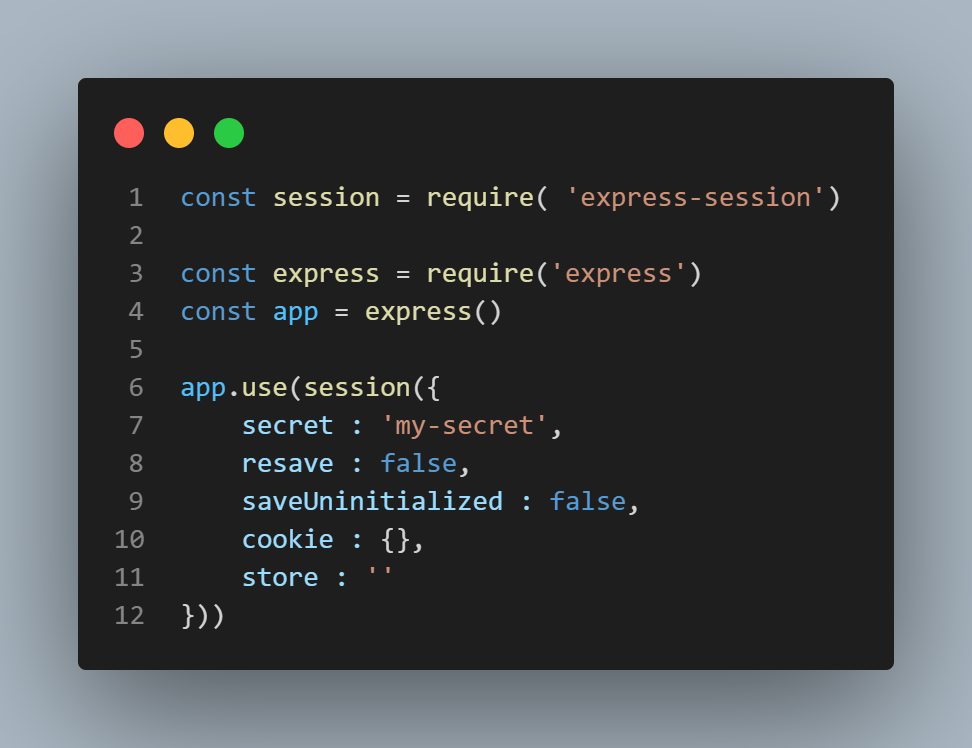 1 const session = require( 'express-session')
2
3 const express = require('express')
4 const app = express()
5
6 app.use(session({
7     secret : 'my-secret',
8     resave : false,
9     saveUninitialized : false,
10     cookie : {},
11     store : ''
12 }))